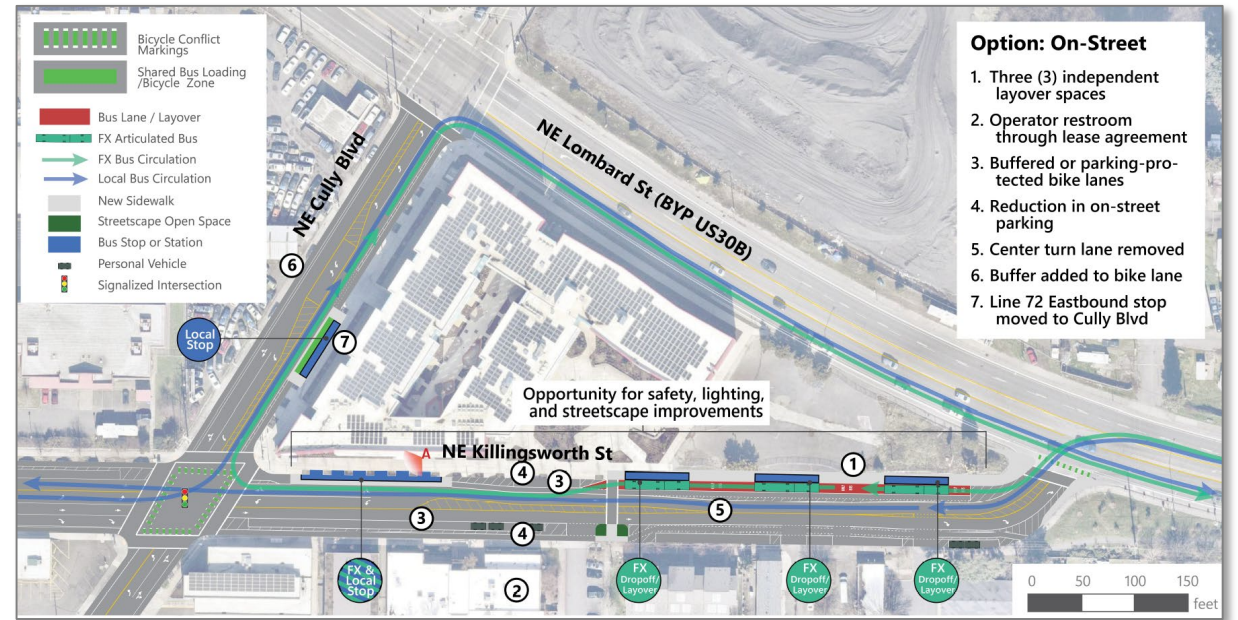 Bicycle Conflict
Markings
Shared Bus Loading
/Bicycle Zone
Bus Lane / Layover
FX Articulated Bus
FX Bus Circulation
Local Bus Circulation
New Sidewalk
Streetscape Open Space
Bus Stop or Station
Personal Vehicle
Signalized Intersection
Option: On-Street
1. Three (3) independent
layover spaces
2. Operator restroom
through lease agreement
3. Buffered or parking-pro-
tected bike lanes
4. Reduction in on-street
parking
5. Center turn lane removed
6. Buffer added to bike lane
7. Line 72 Eastbound stop
moved to Cully Blvd
NE Cully Blvd
NE Lombard St (BYP US30B)
6
Local
Stop
7
Opportunity for safety, lighting,
and streetscape improvements
A
NE Killingsworth St
4
3
1
3
4
5
2
FX &
Local
Stop
FX
Dropoff/
Layover
FX
Dropoff/
Layover
FX
Dropoff/
Layover
0 50 100 150
feet